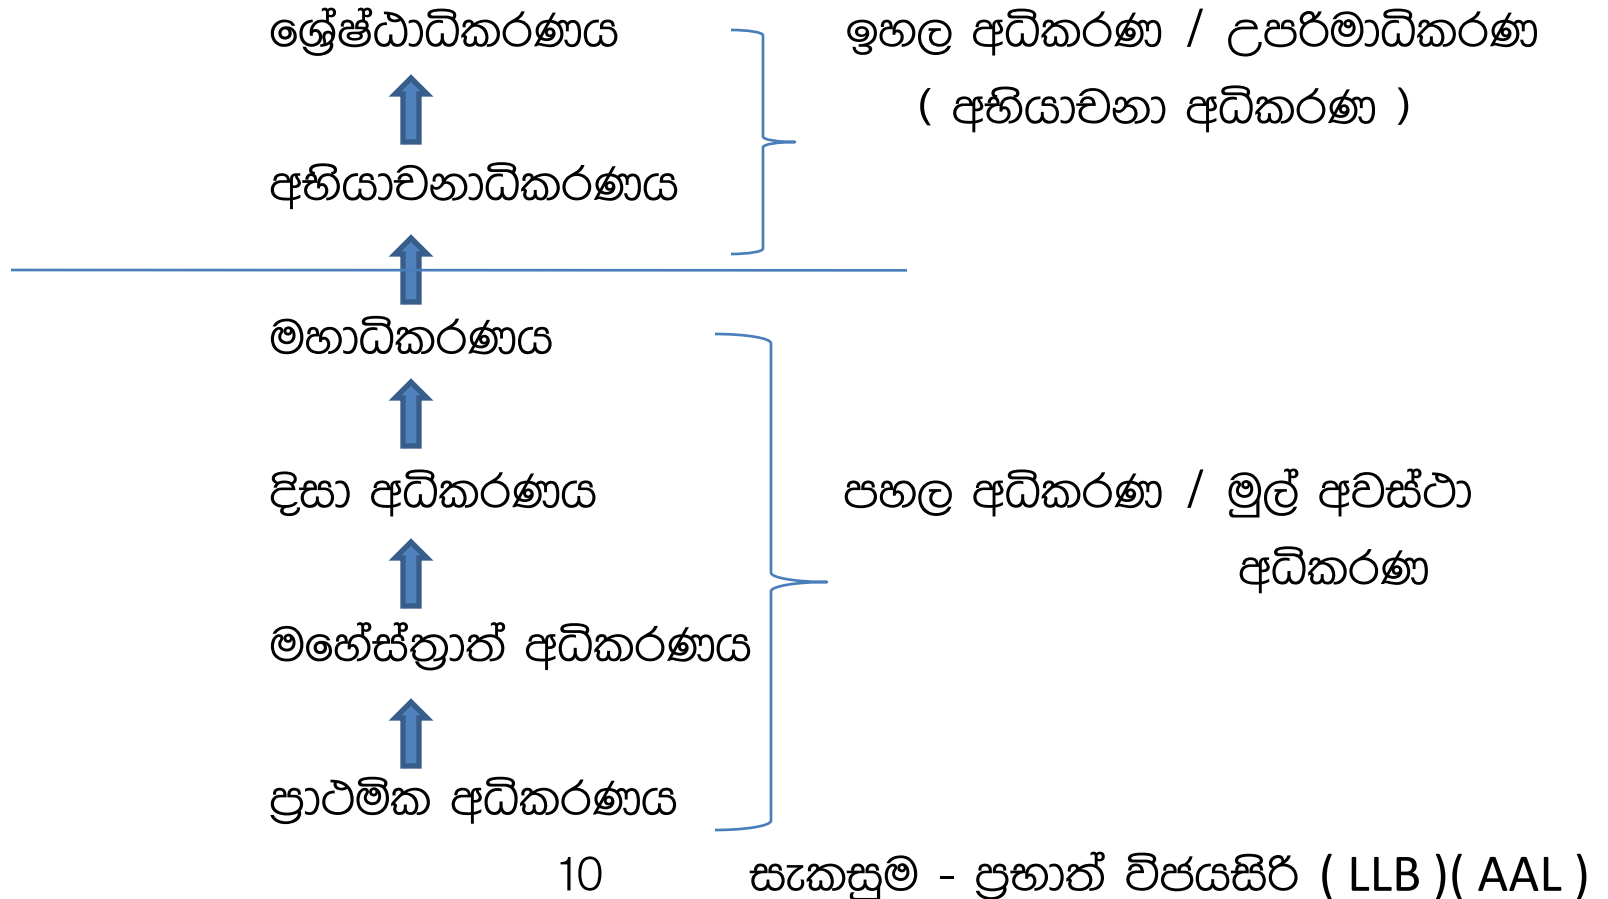 ශ්‍රේෂ්ඨාධිකරණය
ඉහල අධිකරණ / උපරිමාධිකරණ
( අභියාචනා අධිකරණ )
අභියාචනාධිකරණය
මහාධිකරණය
දිසා අධිකරණය
පහල අධිකරණ / මුල් අවස්ථා
අධිකරණ
මහේස්ත්‍රාත් අධිකරණය
ප්‍රාථමික අධිකරණය
10 සැකසුම - ප්‍රභාත් විජයසිරි ( LLB )( AAL )